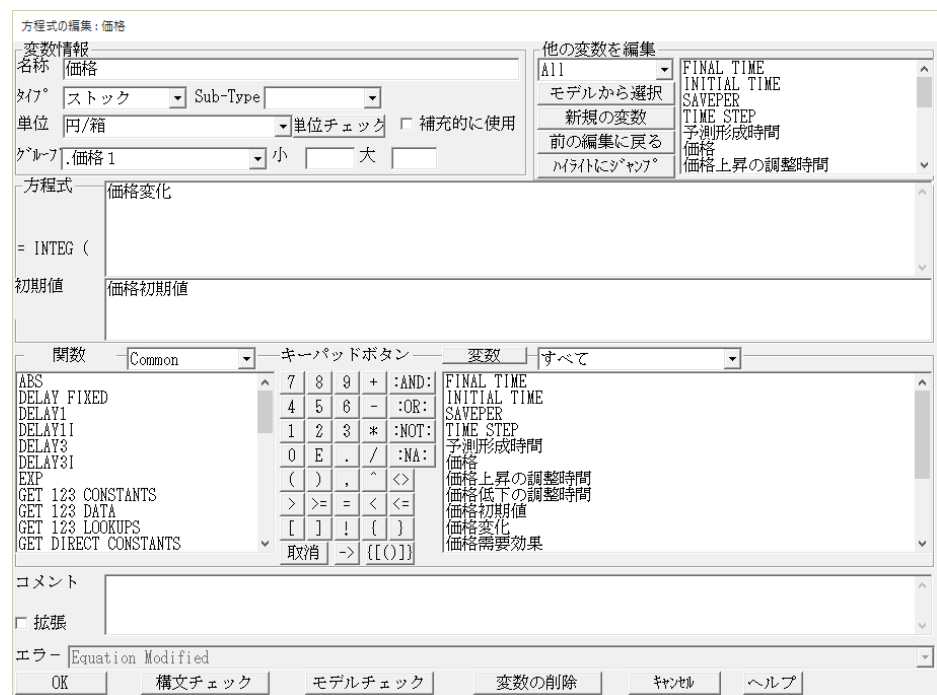 方程式の編集 : 価格
変数情報
名称 価格
ﾀｲﾌﾟ ストック Sub-Type
単位 円/箱 単位チェック 補充的に使用
ｸﾞﾙｰﾌﾟ .価格１ 小 大
他の変数を編集
All
モデルから選択
新規の変数
前の編集に戻る
ﾊｲﾗｲﾄにｼﾞｬﾝﾌﾟ
FINAL TIME
INITIAL TIME
SAVEPER
TIME STEP
予測形成時間
価格
価格上昇の調整時間
方程式
価格変化
= INTEG (
初期値
価格初期値
関数 Common
ABS
DELAY FIXED
DELAY1
DELAY1I
DELAY3
DELAY3I
EXP
GET 123 CONSTANTS
GET 123 DATA
GET 123 LOOKUPS
GET DIRECT CONSTANTS
キーパッドボタン
7 8 9 + :AND:
4 5 6 - :OR:
1 2 3 * :NOT:
0 E . / :NA:
( ) , ^ <>
> >= = < <=
[ ] ! { }
取消 -> {[()]}
変数 すべて
FINAL TIME
INITIAL TIME
SAVEPER
TIME STEP
予測形成時間
価格
価格上昇の調整時間
価格低下の調整時間
価格初期値
価格変化
価格需要効果
コメント
拡張
エラー Equation Modified
OK 構文チェック モデルチェック 変数の削除 ｷｬﾝｾﾙ ヘルプ